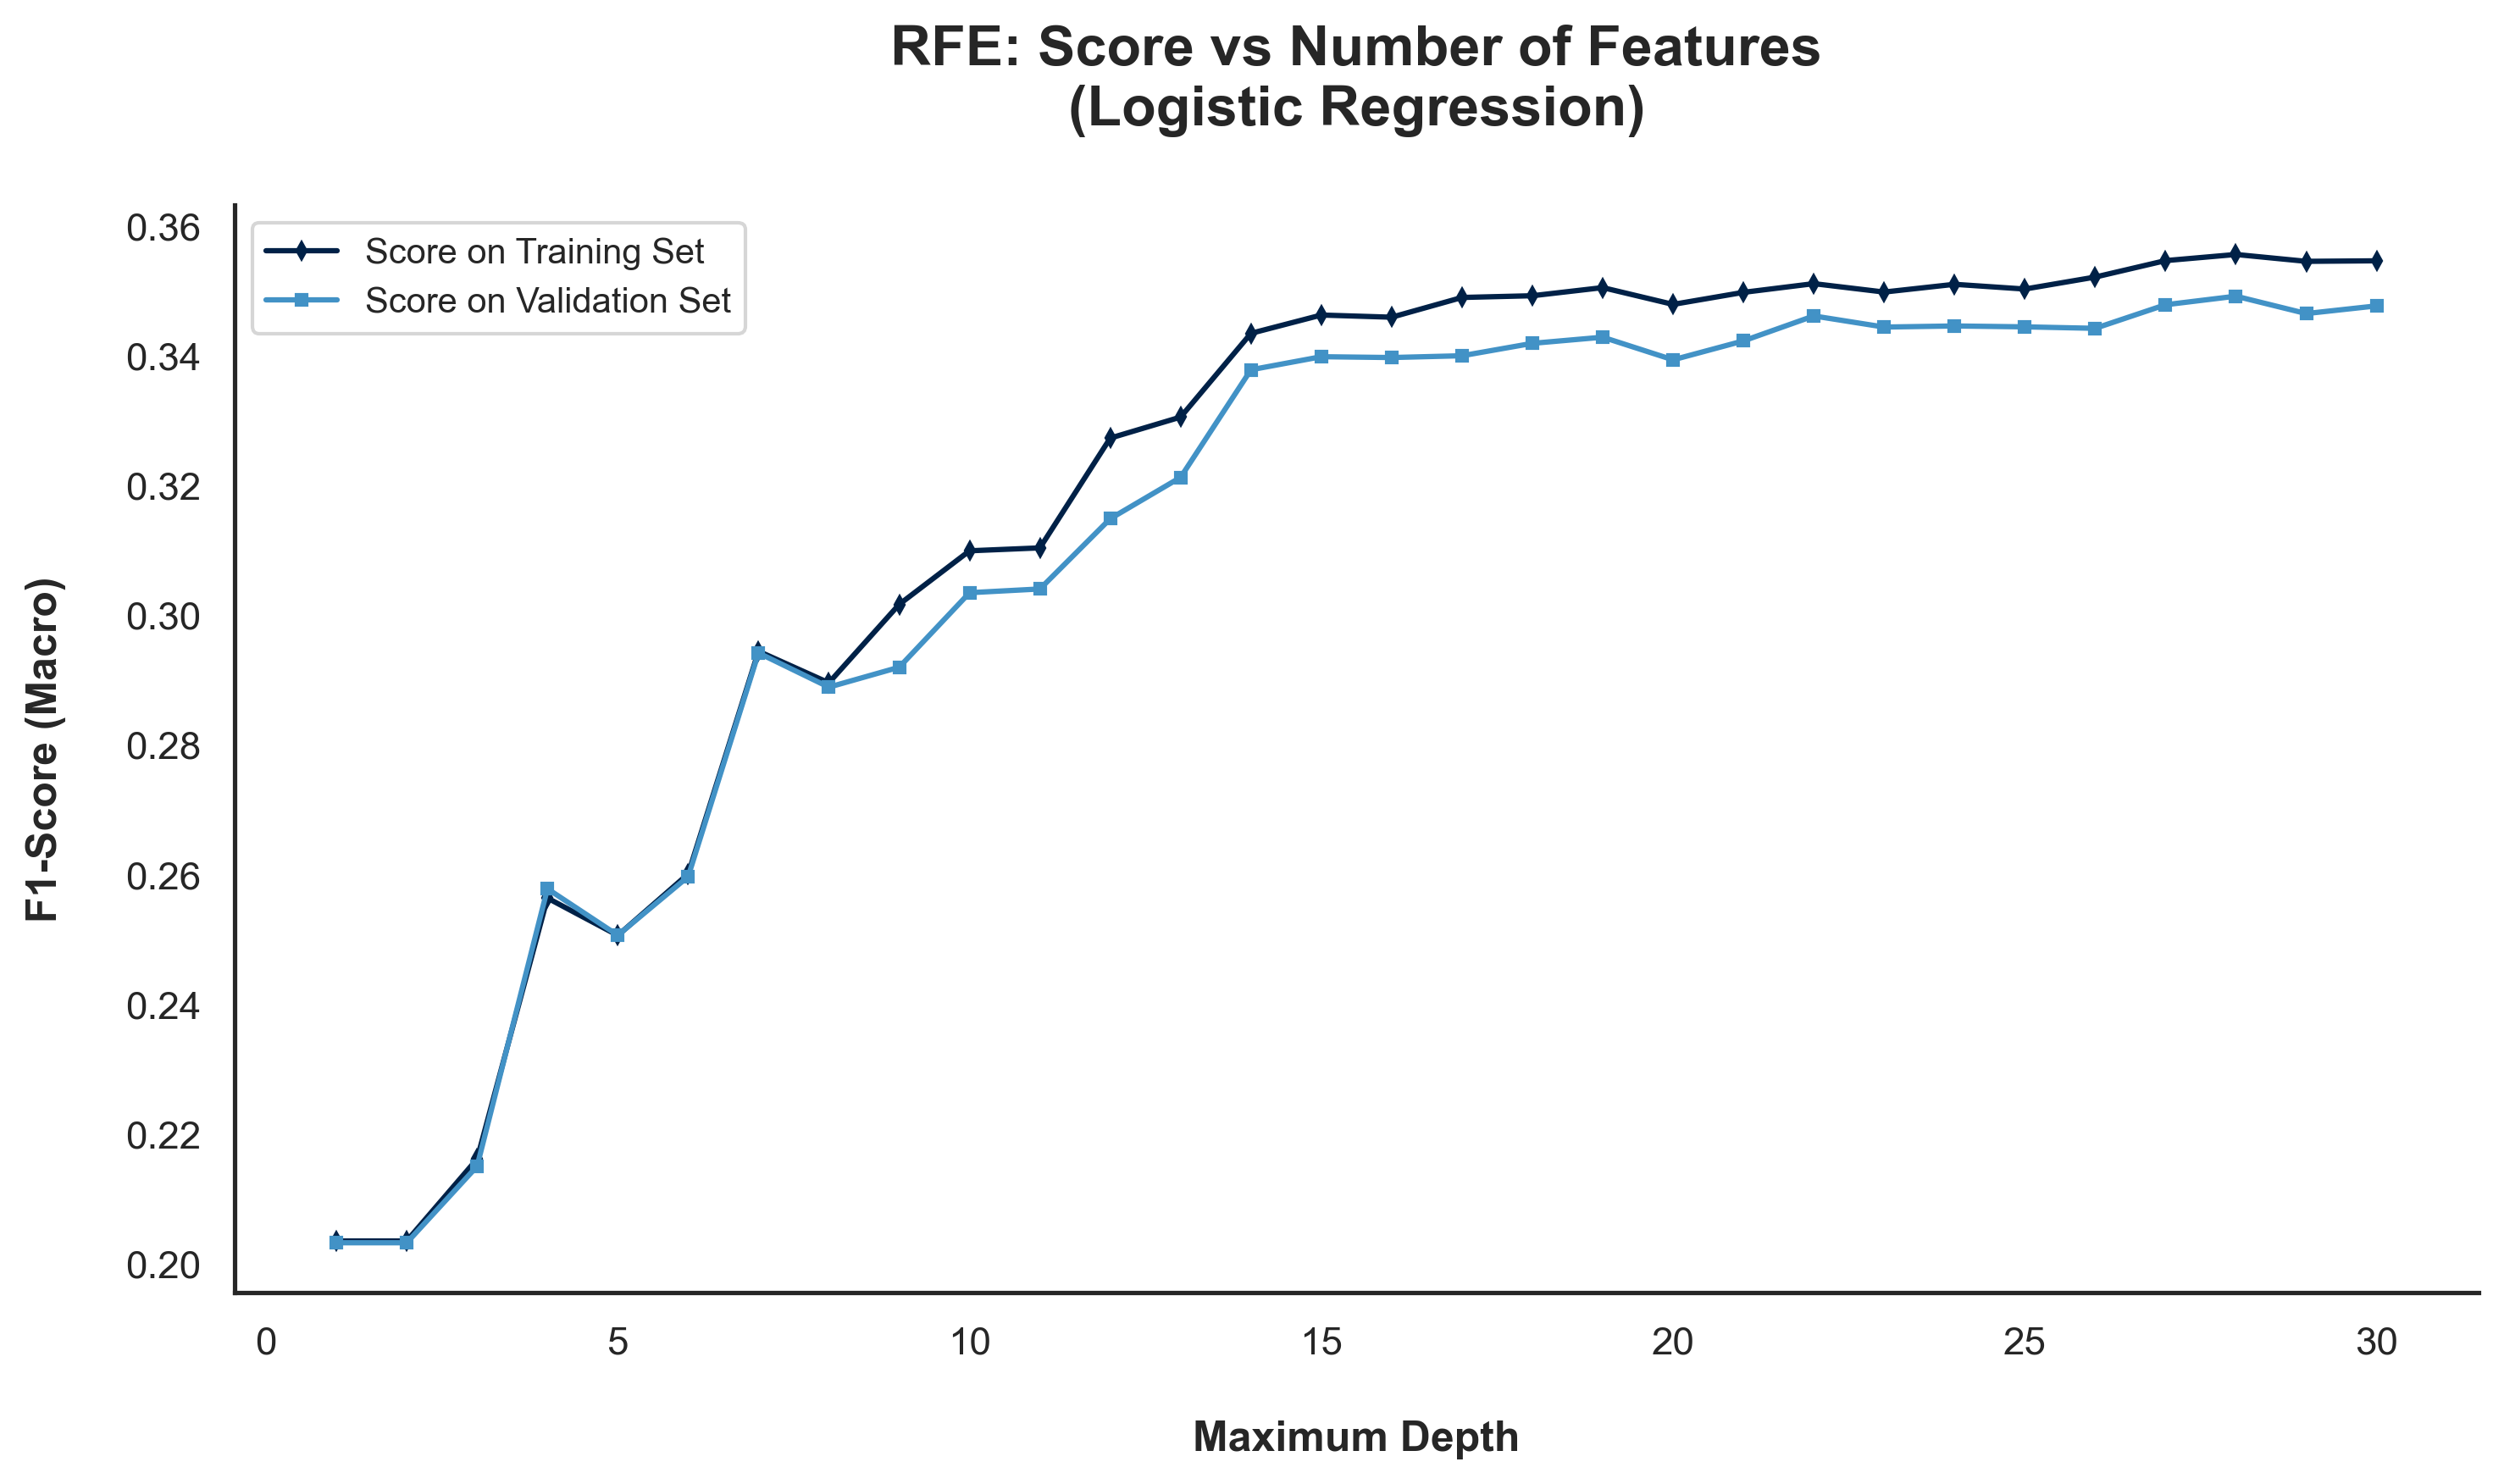 RFE: Score vs Number of Features
(Logistic Regression)
Score on Training Set
Score on Validation Set
F1-Score (Macro)
0.36
0.34
0.32
0.30
0.28
0.26
0.24
0.22
0.20
0 5 10 15 20 25 30
Maximum Depth